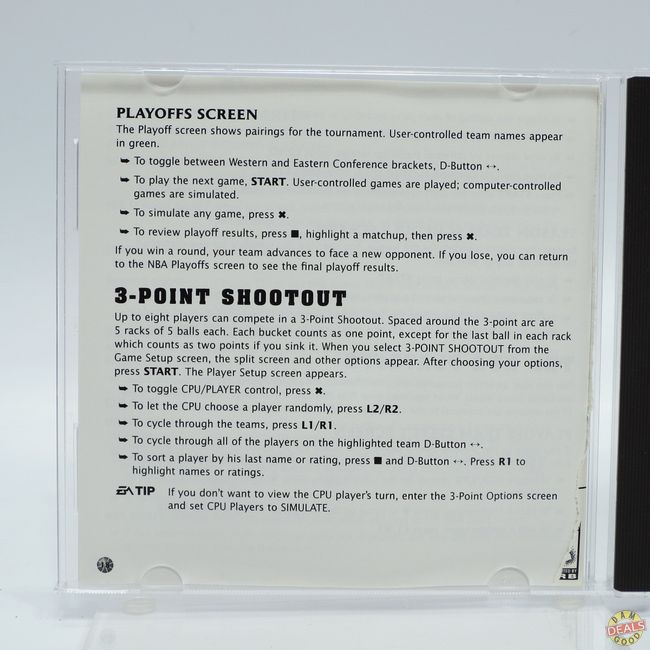 PLAYOFFS SCREEN
The Playoff screen shows pairings for the tournament. User-controlled team names appear
in green.
➥ To toggle between Western and Eastern Conference brackets, D-Button ↔.
➥ To play the next game, START. User-controlled games are played; computer-controlled
games are simulated.
➥ To simulate any game, press ✖.
➥ To review playoff results, press ■, highlight a matchup, then press ✖.
If you win a round, your team advances to face a new opponent. If you lose, you can return
to the NBA Playoffs screen to see the final playoff results.
3-POINT SHOOTOUT
Up to eight players can compete in a 3-Point Shootout. Spaced around the 3-point arc are
5 racks of 5 balls each. Each bucket counts as one point, except for the last ball in each rack
which counts as two points if you sink it. When you select 3-POINT SHOOTOUT from the
Game Setup screen, the split screen and other options appear. After choosing your options,
press START. The Player Setup screen appears.
➥ To toggle CPU/PLAYER control, press ✖.
➥ To let the CPU choose a player randomly, press L2/R2.
➥ To cycle through the teams, press L1/R1.
➥ To cycle through all of the players on the highlighted team D-Button ↔.
➥ To sort a player by his last name or rating, press ■ and D-Button ↔. Press R1 to
highlight names or ratings.
EA TIP If you don't want to view the CPU player's turn, enter the 3-Point Options screen
and set CPU Players to SIMULATE.
RB
DAM
DEALS
GOOD